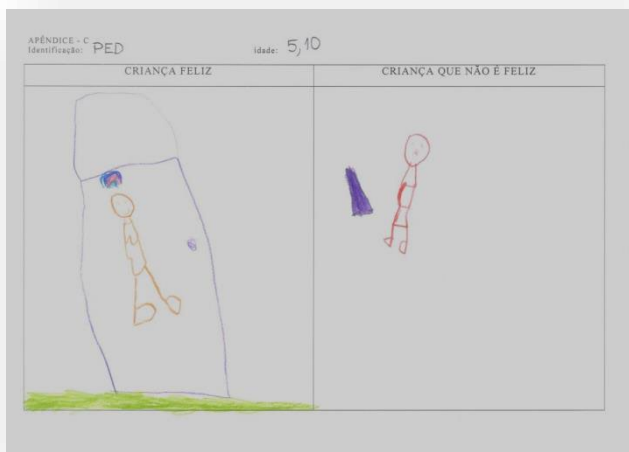 APÊNDICE – C
Identificação: PED idade: 5,10
CRIANÇA FELIZ CRIANÇA QUE NÃO É FELIZ